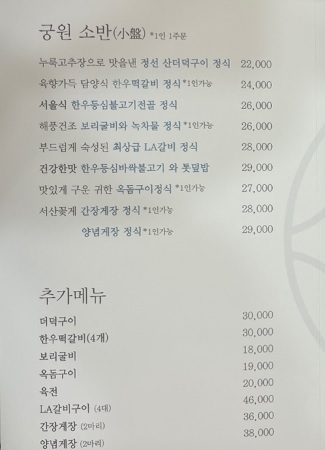 궁원 소반(小盤) *1인 1주문
누룩고추장으로 맛을낸 정선 산더덕구이 정식 22,000
육향가득 담양식 한우떡갈비 정식 *1인가능 24,000
서울식 한우등심불고기전골 정식 26,000
해풍건조 보리굴비와 녹차물 정식 *1인가능 26,000
부드럽게 숙성된 최상급 LA갈비 정식 28,000
건강한맛 한우등심바싹불고기 와 톳밥 29,000
맛있게 구운 귀한 옥돔구이정식 *1인가능 27,000
서산꽃게 간장게장 정식 *1인가능 28,000
양념게장 정식 *1인가능 29,000
추가메뉴
더덕구이 30,000
한우떡갈비(4개) 30,000
보리굴비 18,000
옥돔구이 19,000
육전 20,000
LA갈비구이 (4대) 46,000
간장게장 (2마리) 36,000
양념게장 (2마리) 38,000